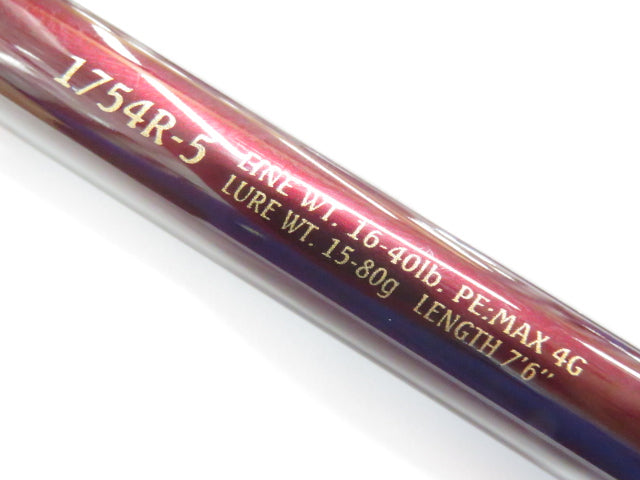 1754R-5
LINE WT. 16-40lb. PE:MAX 4G
LURE WT. 15-80g LENGTH 7'6"